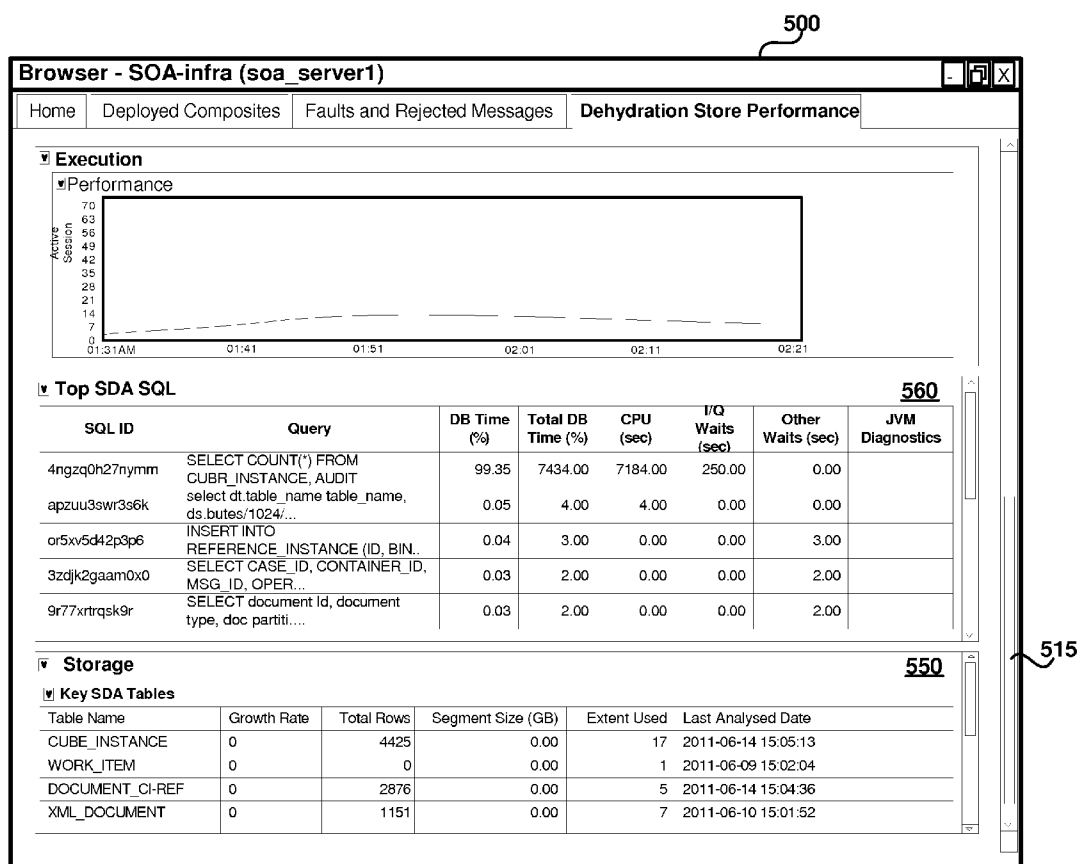 500
Browser - SOA-infra (soa_server1)
- X
Home Deployed Composites Faults and Rejected Messages Dehydration Store Performance
Execution
Performance
Active Session
70
63
56
49
42
35
28
21
14
7
0
01:31AM 01:41 01:51 02:01 02:11 02:21
Top SDA SQL 560
SQL ID Query DB Time (%) Total DB Time (%) CPU (sec) I/Q Waits (sec) Other Waits (sec) JVM Diagnostics
4ngzq0h27nymm SELECT COUNT(*) FROM CUBR_INSTANCE, AUDIT 99.35 7434.00 7184.00 250.00 0.00
apzuu3swr3s6k select dt.table_name table_name, ds.butes/1024/... 0.05 4.00 4.00 0.00 0.00
or5xv5d42p3p6 INSERT INTO REFERENCE_INSTANCE (ID, BIN.. 0.04 3.00 0.00 0.00 3.00
3zdjk2gaam0x0 SELECT CASE_ID, CONTAINER_ID, MSG_ID, OPER... 0.03 2.00 0.00 0.00 2.00
9r77xrtrqsk9r SELECT document Id, document type, doc partiti.... 0.03 2.00 0.00 0.00 2.00
Storage 550
515
Key SDA Tables
Table Name Growth Rate Total Rows Segment Size (GB) Extent Used Last Analysed Date
CUBE_INSTANCE 0 4425 0.00 17 2011-06-14 15:05:13
WORK_ITEM 0 0 0.00 1 2011-06-09 15:02:04
DOCUMENT_CI-REF 0 2876 0.00 5 2011-06-14 15:04:36
XML_DOCUMENT 0 1151 0.00 7 2011-06-10 15:01:52